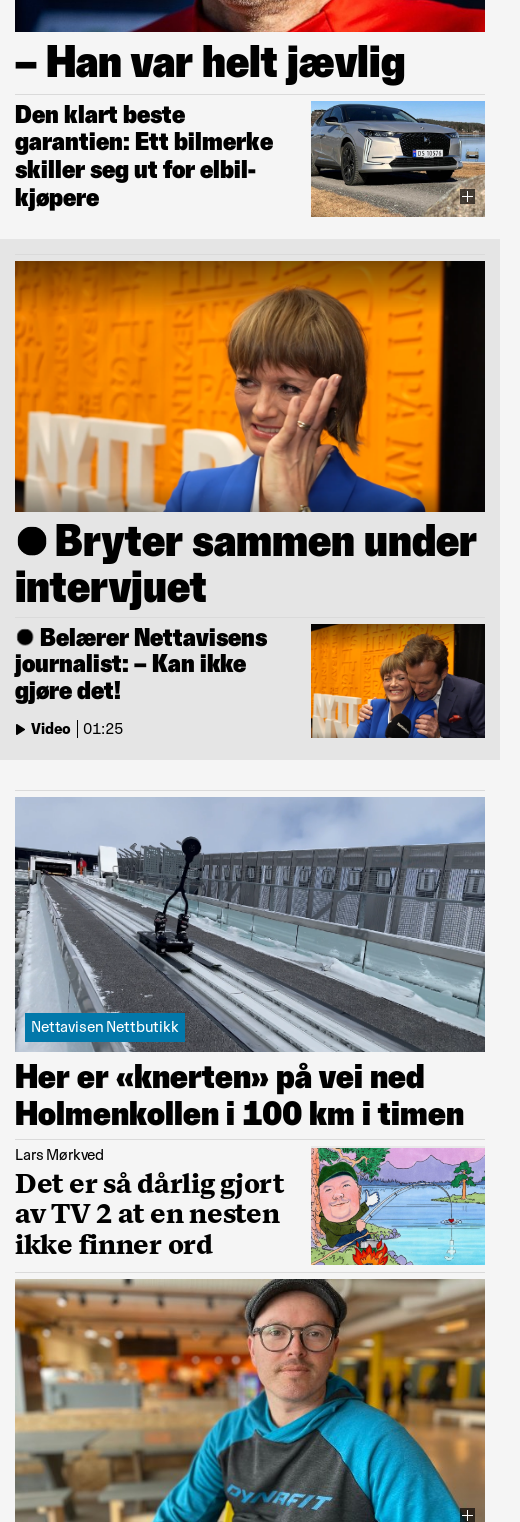 – Han var helt jævlig
Den klart beste
garantien: Ett bilmerke
skiller seg ut for elbil-
kjøpere
NYTT
Bryter sammen under
intervjuet
Belærer Nettavisens
journalist: – Kan ikke
gjøre det!
Video | 01:25
Nettavisen Nettbutikk
Her er «knerten» på vei ned
Holmenkollen i 100 km i timen
Lars Mørkved
Det er så dårlig gjort
av TV 2 at en nesten
ikke finner ord
DYNAFIT